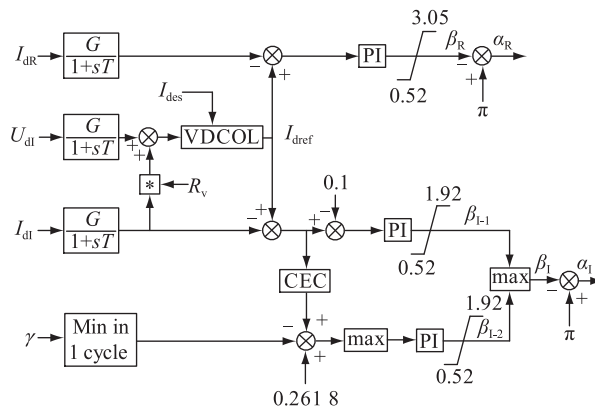 3.05
I_dR
G
1+sT
PI
β_R
α_R
0.52
π
I_des
U_dI
G
1+sT
VDCOL
I_dref
*
R_v
0.1
1.92
I_dI
G
1+sT
PI
β_I-1
0.52
max
β_I
α_I
CEC
π
1.92
γ
Min in
1 cycle
max
PI
β_I-2
0.52
0.261 8